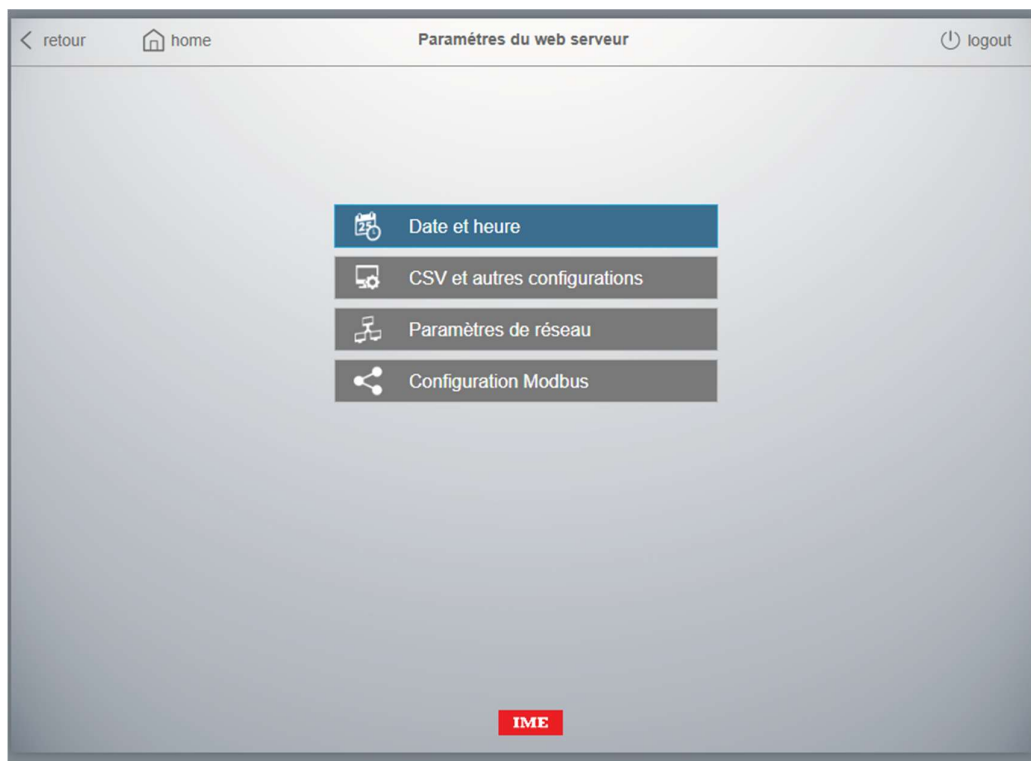 retour
home
Paramétres du web serveur
logout
25
Date et heure
CSV et autres configurations
Paramètres de réseau
Configuration Modbus
IME